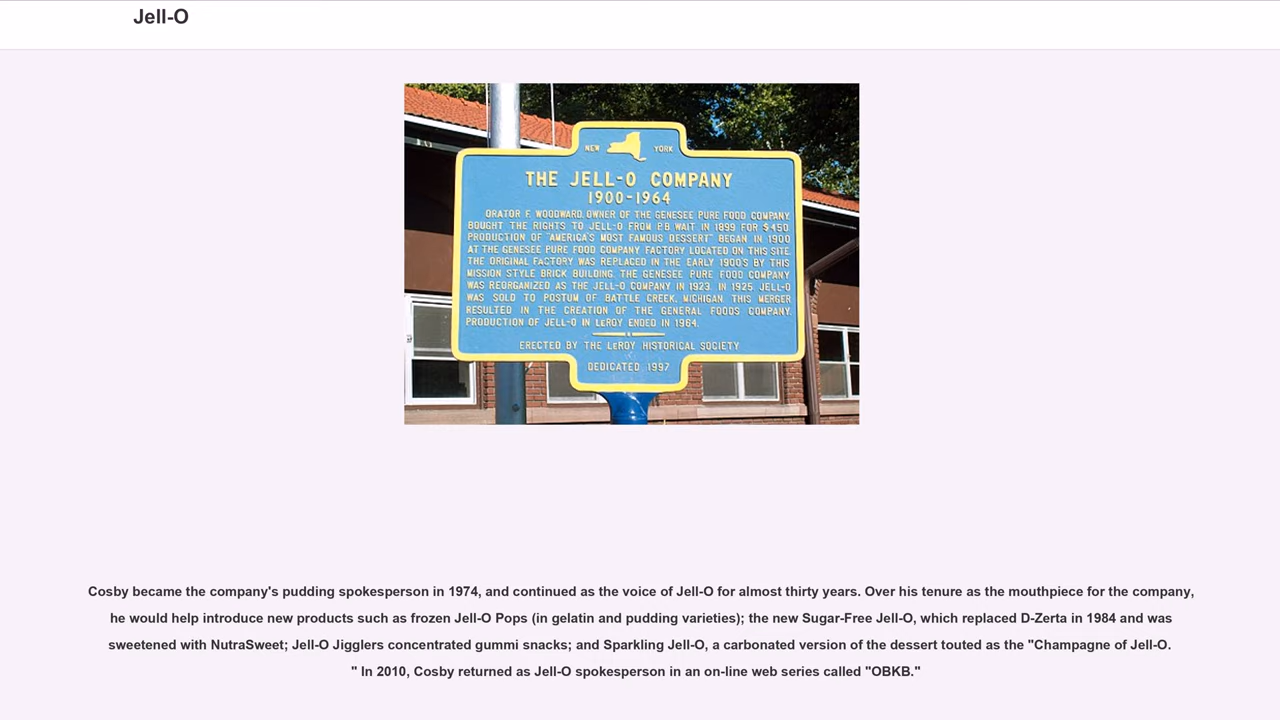 Jell-O
NEW YORK
THE JELL-O COMPANY
1900-1964
ORATOR F. WOODWARD, OWNER OF THE GENESEE PURE FOOD COMPANY,
BOUGHT THE RIGHTS TO JELL-O FROM P.B. WAIT IN 1899 FOR $450.
PRODUCTION OF "AMERICA'S MOST FAMOUS DESSERT" BEGAN IN 1900
AT THE GENESEE PURE FOOD COMPANY FACTORY LOCATED ON THIS SITE.
THE ORIGINAL FACTORY WAS REPLACED IN THE EARLY 1900'S BY THIS
MISSION STYLE BRICK BUILDING. THE GENESEE PURE FOOD COMPANY
WAS REORGANIZED AS THE JELL-O COMPANY IN 1923. IN 1925, JELL-O
WAS SOLD TO POSTUM OF BATTLE CREEK, MICHIGAN. THIS MERGER
RESULTED IN THE CREATION OF THE GENERAL FOODS COMPANY.
PRODUCTION OF JELL-O IN LeROY ENDED IN 1964.
ERECTED BY THE LeROY HISTORICAL SOCIETY
DEDICATED 1997
Cosby became the company's pudding spokesperson in 1974, and continued as the voice of Jell-O for almost thirty years. Over his tenure as the mouthpiece for the company,
he would help introduce new products such as frozen Jell-O Pops (in gelatin and pudding varieties); the new Sugar-Free Jell-O, which replaced D-Zerta in 1984 and was
sweetened with NutraSweet; Jell-O Jigglers concentrated gummi snacks; and Sparkling Jell-O, a carbonated version of the dessert touted as the "Champagne of Jell-O.
" In 2010, Cosby returned as Jell-O spokesperson in an on-line web series called "OBKB."